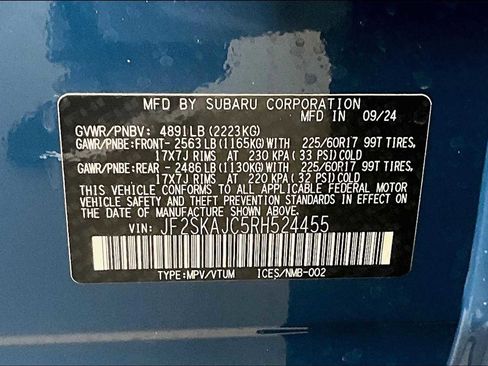 MFD BY SUBARU CORPORATION
MFD IN 09/24
GVWR/PNBV: 4891LB (2223KG)
GAWR/PNBE:FRONT- 2563LB (1165KG)WITH 225/60R17 99T TIRES,
17X7J RIMS AT 230 KPA (33 PSI)COLD
GAWR/PNBE:REAR - 2486LB (1130KG)WITH 225/60R17 99T TIRES,
17X7J RIMS AT 220 KPA (32 PSI)COLD
THIS VEHICLE CONFORMS TO ALL APPLICABLE FEDERAL MOTOR
VEHICLE SAFETY AND THEFT PREVENTION STANDARDS IN EFFECT
ON THE DATE OF MANUFACTURE SHOWN ABOVE.
VIN: JF2SKAJC5RH524455
TYPE:MPV/VTUM ICES/NMB-002